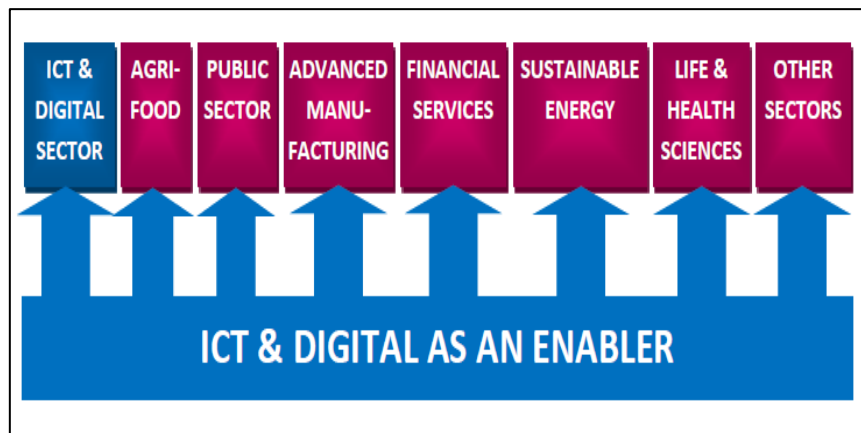 ICT &
DIGITAL
SECTOR
AGRI-
FOOD
PUBLIC
SECTOR
ADVANCED
MANU-
FACTURING
FINANCIAL
SERVICES
SUSTAINABLE
ENERGY
LIFE &
HEALTH
SCIENCES
OTHER
SECTORS
ICT & DIGITAL AS AN ENABLER